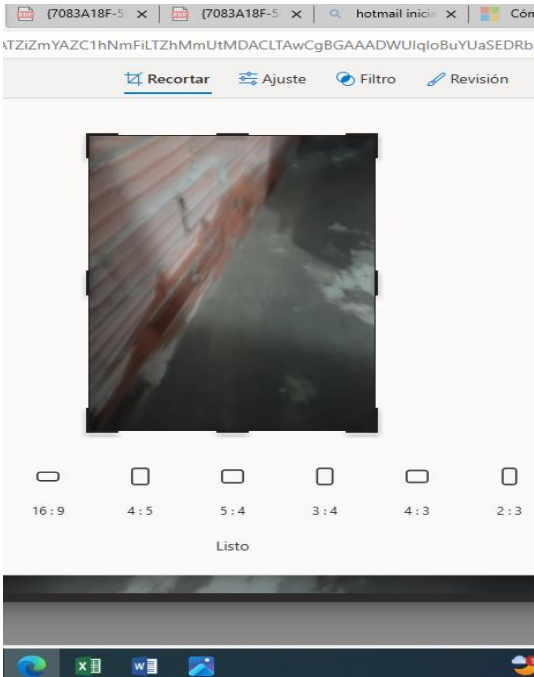 {7083A18F-5
{7083A18F-5
hotmail inicia
Cóm
ATZiZmYAZC1hNmFiLTZhMmUtMDACLTAwCgBGAAADWUIqloBuYUaSEDRb
Recortar
Ajuste
Filtro
Revisión
16:9
4:5
5:4
3:4
4:3
2:3
Listo